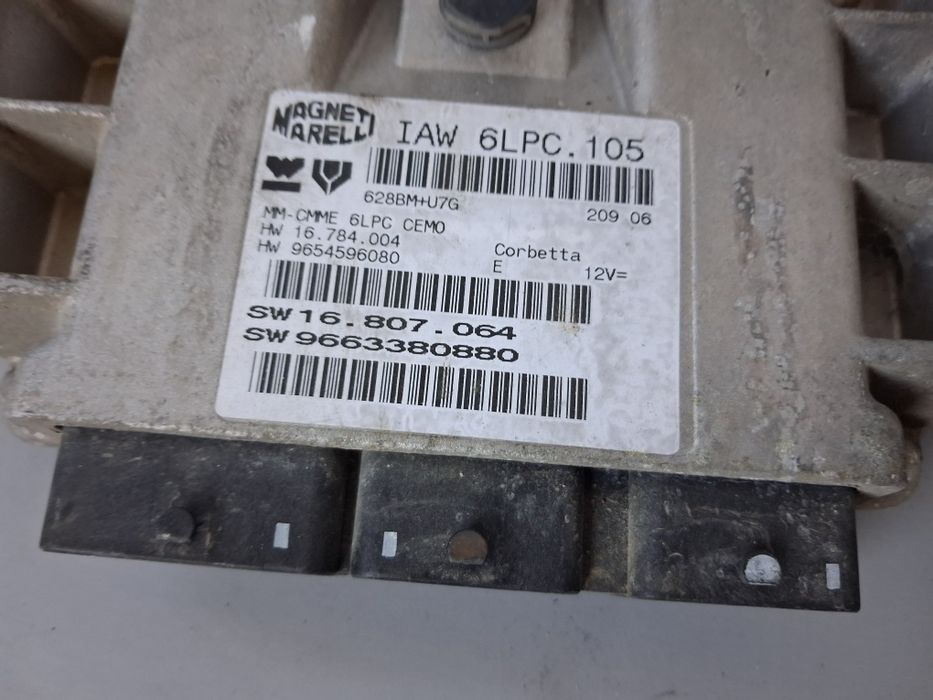 MAGNETI
MARELLI
IAW 6LPC.105
628BM+U7G
209 06
MM-CMME 6LPC CEMO
HW 16.784.004
HW 9654596080
Corbetta
E 12V=
SW 16.807.064
SW 9663380880